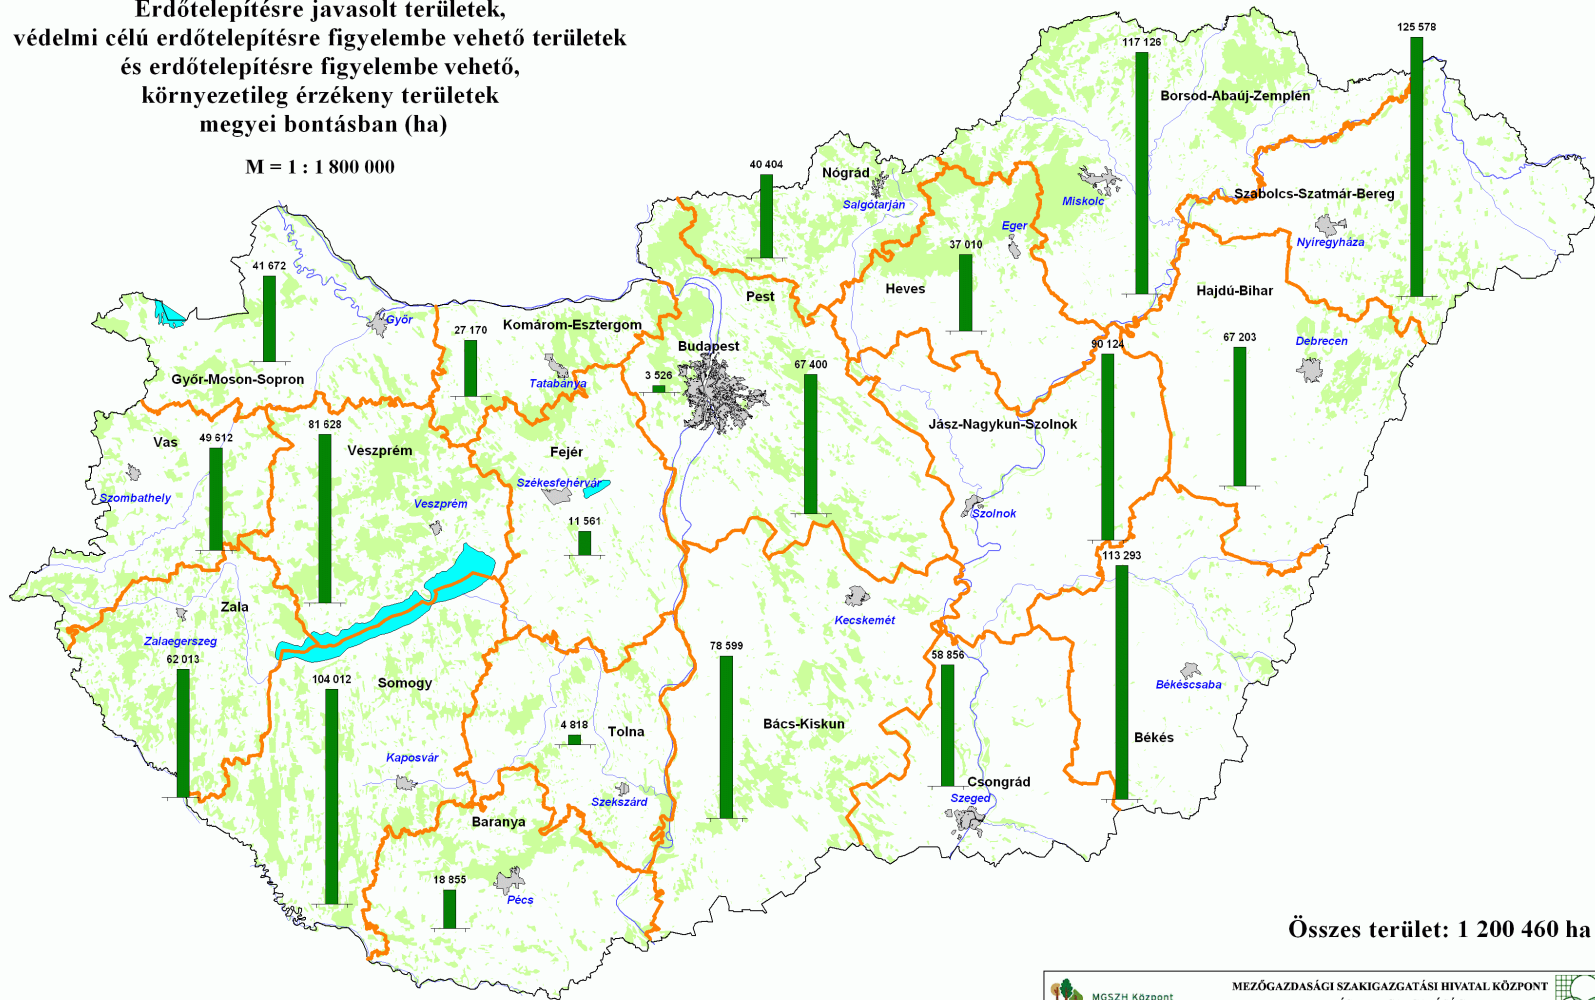 Erdőtelepítésre javasolt területek,
védelmi célú erdőtelepítésre figyelembe vehető területek
és erdőtelepítésre figyelembe vehető,
környezetileg érzékeny területek
megyei bontásban (ha)
M = 1 : 1 800 000
125 578
117 126
Borsod-Abaúj-Zemplén
40 404
Nógrád
Salgótarján
Miskolc
Szabolcs-Szatmár-Bereg
Eger
Nyíregyháza
37 010
41 672
Heves
Pest
Hajdú-Bihar
Győr
27 170
Komárom-Esztergom
Budapest
90 124
67 203
Debrecen
Győr-Moson-Sopron
Tatabánya
3 526
67 400
Vas
49 612
81 628
Veszprém
Fejér
Jász-Nagykun-Szolnok
Szombathely
Veszprém
Székesfehérvár
Szolnok
11 561
113 293
Zala
Zalaegerszeg
Kecskemét
62 013
104 012
Somogy
78 599
58 856
Békéscsaba
4 818
Tolna
Bács-Kiskun
Békés
Kaposvár
Szekszárd
Csongrád
Szeged
Baranya
18 855
Pécs
Összes terület: 1 200 460 ha
MEZŐGAZDASÁGI SZAKIGAZGATÁSI HIVATAL KÖZPONT
MGSZH Központ